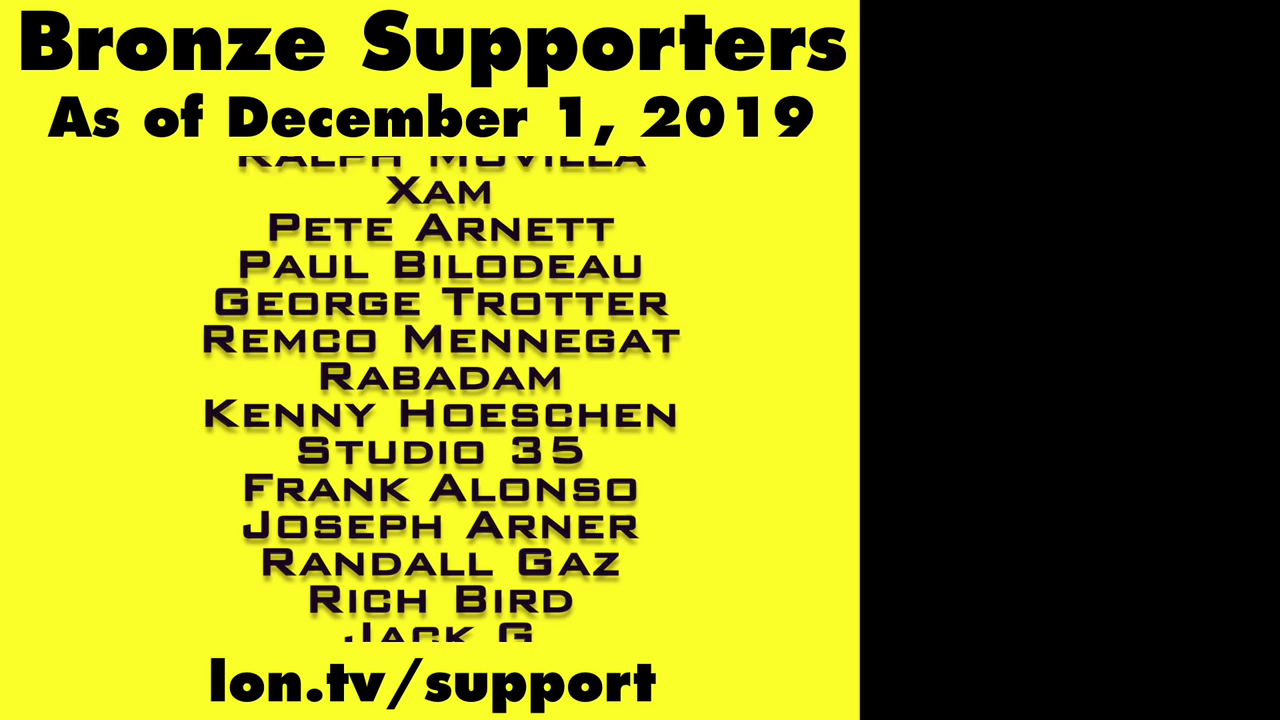 Bronze Supporters
As of December 1, 2019
Xam
Pete Arnett
Paul Bilodeau
George Trotter
Remco Mennegat
Rabadam
Kenny Hoeschen
Studio 35
Frank Alonso
Joseph Arner
Randall Gaz
Rich Bird
Jack G
lon.tv/support